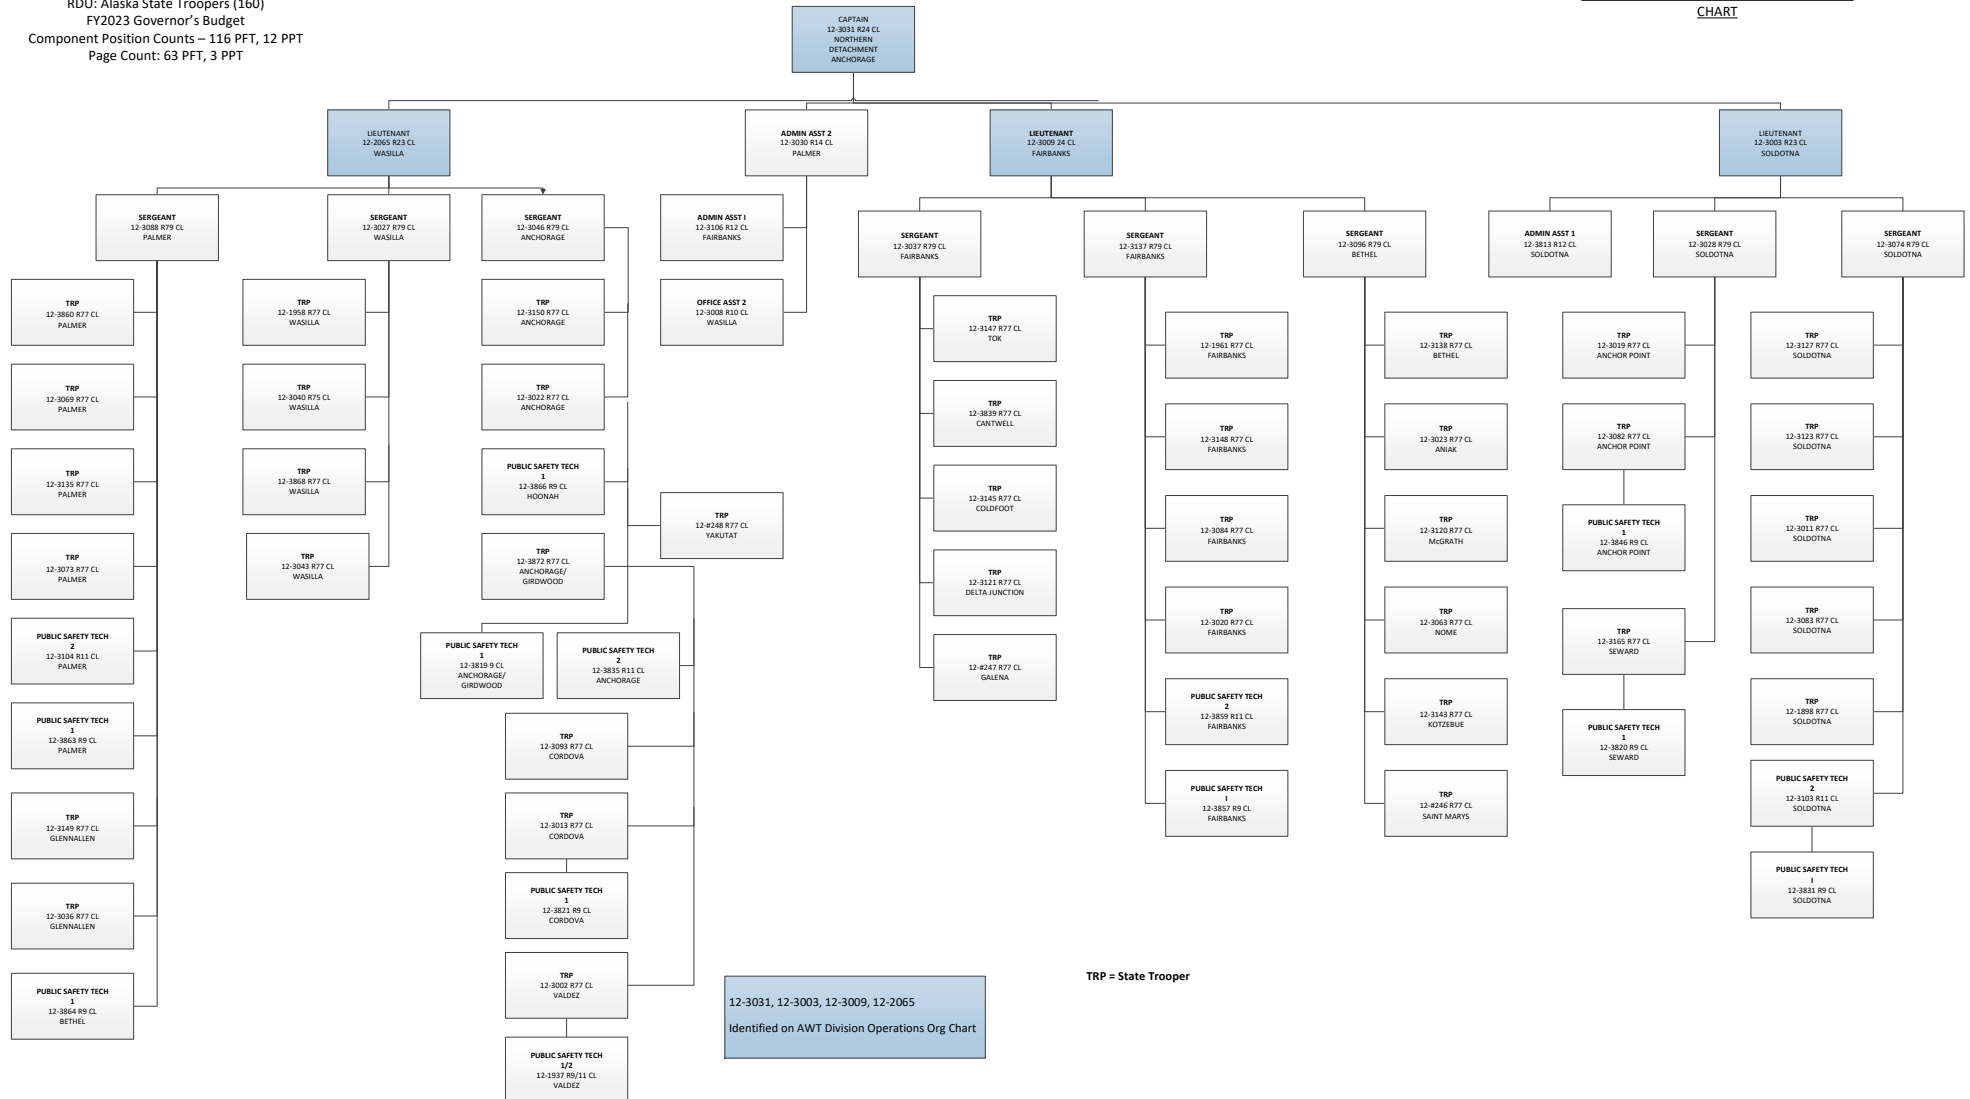 RDU: Alaska State Troopers (160)
FY2023 Governor's Budget
Component Position Counts – 116 PFT, 12 PPT
Page Count: 63 PFT, 3 PPT
CHART
CAPTAIN
12-3031 R24 CL
NORTHERN
DETACHMENT
ANCHORAGE
LIEUTENANT
12-2065 R23 CL
WASILLA
ADMIN ASST 2
12-3030 R14 CL
PALMER
LIEUTENANT
12-3009 24 CL
FAIRBANKS
LIEUTENANT
12-3003 R23 CL
SOLDOTNA
SERGEANT
12-3088 R79 CL
PALMER
TRP
12-3860 R77 CL
PALMER
TRP
12-3069 R77 CL
PALMER
TRP
12-3135 R77 CL
PALMER
TRP
12-3073 R77 CL
PALMER
PUBLIC SAFETY TECH
2
12-3104 R11 CL
PALMER
PUBLIC SAFETY TECH
1
12-3863 R9 CL
PALMER
TRP
12-3149 R77 CL
GLENNALLEN
TRP
12-3036 R77 CL
GLENNALLEN
PUBLIC SAFETY TECH
1
12-3864 R9 CL
BETHEL
SERGEANT
12-3027 R79 CL
WASILLA
TRP
12-1958 R77 CL
WASILLA
TRP
12-3040 R75 CL
WASILLA
TRP
12-3868 R77 CL
WASILLA
TRP
12-3043 R77 CL
WASILLA
SERGEANT
12-3046 R79 CL
ANCHORAGE
TRP
12-3150 R77 CL
ANCHORAGE
TRP
12-3022 R77 CL
ANCHORAGE
PUBLIC SAFETY TECH
1
12-3866 R9 CL
HOONAH
TRP
12-#248 R77 CL
YAKUTAT
TRP
12-3872 R77 CL
ANCHORAGE/
GIRDWOOD
PUBLIC SAFETY TECH
1
12-3819 9 CL
ANCHORAGE/
GIRDWOOD
PUBLIC SAFETY TECH
2
12-3835 R11 CL
ANCHORAGE
TRP
12-3093 R77 CL
CORDOVA
TRP
12-3013 R77 CL
CORDOVA
PUBLIC SAFETY TECH
1
12-3821 R9 CL
CORDOVA
TRP
12-3002 R77 CL
VALDEZ
PUBLIC SAFETY TECH
1/2
12-1937 R9/11 CL
VALDEZ
ADMIN ASST I
12-3106 R12 CL
FAIRBANKS
OFFICE ASST 2
12-3008 R10 CL
WASILLA
SERGEANT
12-3037 R79 CL
FAIRBANKS
TRP
12-3147 R77 CL
TOK
TRP
12-3839 R77 CL
CANTWELL
TRP
12-3145 R77 CL
COLDFOOT
TRP
12-3121 R77 CL
DELTA JUNCTION
TRP
12-#247 R77 CL
GALENA
SERGEANT
12-3137 R79 CL
FAIRBANKS
TRP
12-1961 R77 CL
FAIRBANKS
TRP
12-3148 R77 CL
FAIRBANKS
TRP
12-3084 R77 CL
FAIRBANKS
TRP
12-3020 R77 CL
FAIRBANKS
PUBLIC SAFETY TECH
2
12-3859 R11 CL
FAIRBANKS
PUBLIC SAFETY TECH
I
12-3857 R9 CL
FAIRBANKS
SERGEANT
12-3096 R79 CL
BETHEL
TRP
12-3138 R77 CL
BETHEL
TRP
12-3023 R77 CL
ANIAK
TRP
12-3120 R77 CL
McGRATH
TRP
12-3063 R77 CL
NOME
TRP
12-3143 R77 CL
KOTZEBUE
TRP
12-#246 R77 CL
SAINT MARYS
ADMIN ASST 1
12-3813 R12 CL
SOLDOTNA
SERGEANT
12-3028 R79 CL
SOLDOTNA
TRP
12-3019 R77 CL
ANCHOR POINT
TRP
12-3082 R77 CL
ANCHOR POINT
PUBLIC SAFETY TECH
1
12-3846 R9 CL
ANCHOR POINT
TRP
12-3165 R77 CL
SEWARD
PUBLIC SAFETY TECH
1
12-3820 R9 CL
SEWARD
SERGEANT
12-3074 R79 CL
SOLDOTNA
TRP
12-3127 R77 CL
SOLDOTNA
TRP
12-3123 R77 CL
SOLDOTNA
TRP
12-3011 R77 CL
SOLDOTNA
TRP
12-3083 R77 CL
SOLDOTNA
TRP
12-1898 R77 CL
SOLDOTNA
PUBLIC SAFETY TECH
2
12-3103 R11 CL
SOLDOTNA
PUBLIC SAFETY TECH
I
12-3831 R9 CL
SOLDOTNA
12-3031, 12-3003, 12-3009, 12-2065
Identified on AWT Division Operations Org Chart
TRP = State Trooper